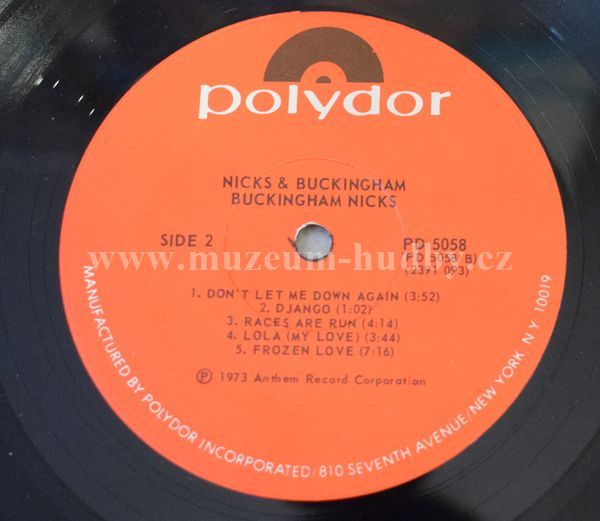 polydor
NICKS & BUCKINGHAM
BUCKINGHAM NICKS
SIDE 2
PD 5058
(PD 5058 B)
(2391 093)
www.muzeum-hudby.cz
1. DON'T LET ME DOWN AGAIN (3:52)
2. DJANGO (1:02)
3. RACES ARE RUN (4:14)
4. LOLA (MY LOVE) (3:44)
5. FROZEN LOVE (7:16)
℗ 1973 Anthem Record Corporation
MANUFACTURED BY POLYDOR INCORPORATED/810 SEVENTH AVENUE/NEW YORK, N.Y. 10019